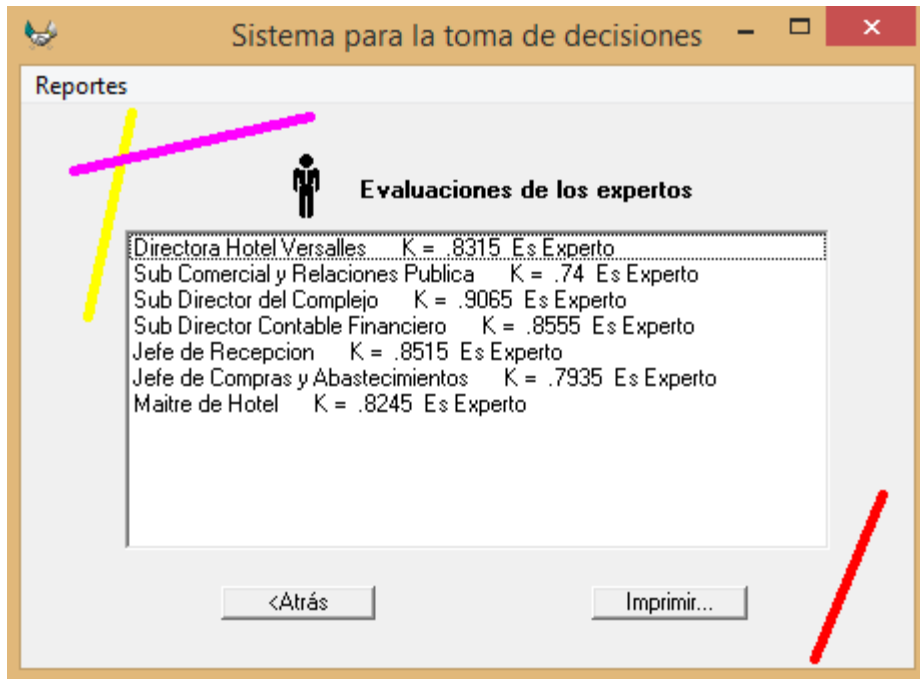 Sistema para la toma de decisiones
Reportes
Evaluaciones de los expertos
Directora Hotel Versalles K = .8315 Es Experto
Sub Comercial y Relaciones Publica K = .74 Es Experto
Sub Director del Complejo K = .9065 Es Experto
Sub Director Contable Financiero K = .8555 Es Experto
Jefe de Recepcion K = .8515 Es Experto
Jefe de Compras y Abastecimientos K = .7935 Es Experto
Maitre de Hotel K = .8245 Es Experto
<Atrás Imprimir...